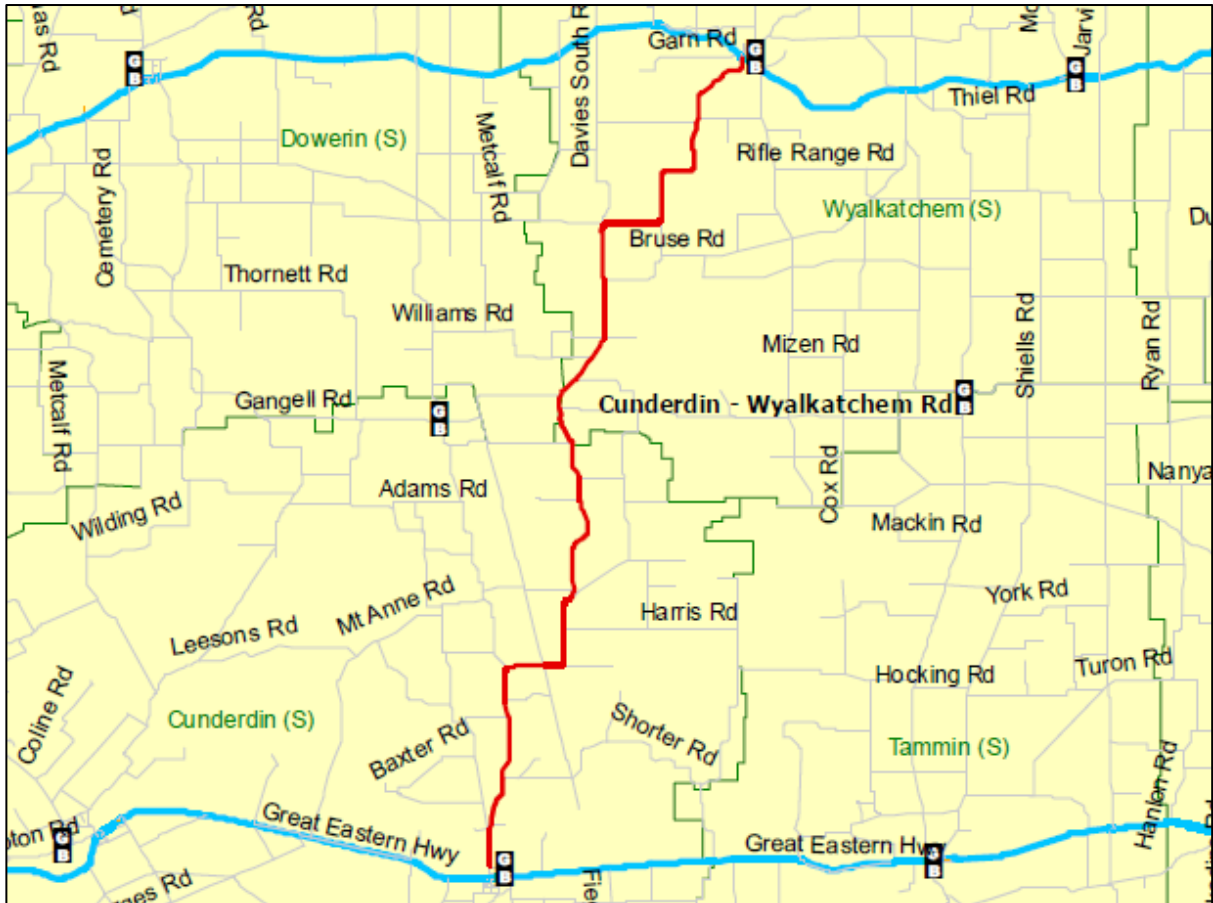 Garn Rd
G
B
G
B
G
B
Thiel Rd
Davies South R
Dowerin (S)
Metcalf Rd
Rifle Range Rd
Cemetery Rd
Wyalkatchem (S)
Bruse Rd
Thornett Rd
Williams Rd
Mizen Rd
Shiells Rd
Ryan Rd
Metcalf Rd
Gangell Rd
G
B
Cunderdin - Wyalkatchem Rd
G
B
Adams Rd
Cox Rd
Wilding Rd
Mackin Rd
Mt Anne Rd
York Rd
Harris Rd
Leesons Rd
Hocking Rd
Turon Rd
Coline Rd
Cunderdin (S)
Shorter Rd
Baxter Rd
Tammin (S)
Hanlon Rd
Great Eastern Hwy
Great Eastern Hwy
G
B
G
B
G
B